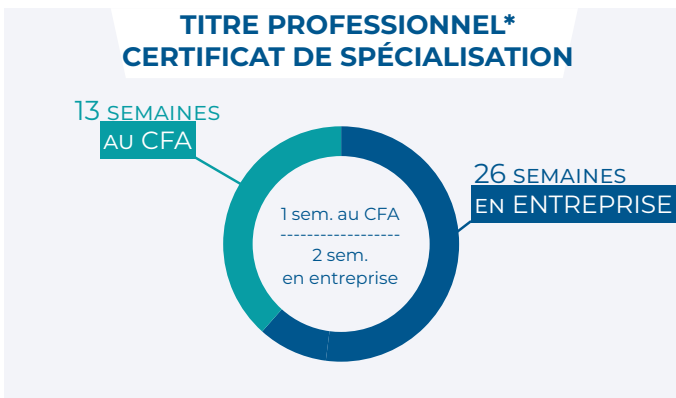 TITRE PROFESSIONNEL*
CERTIFICAT DE SPÉCIALISATION
13 SEMAINES
AU CFA
26 SEMAINES
EN ENTREPRISE
1 sem. au CFA
------------------
2 sem.
en entreprise